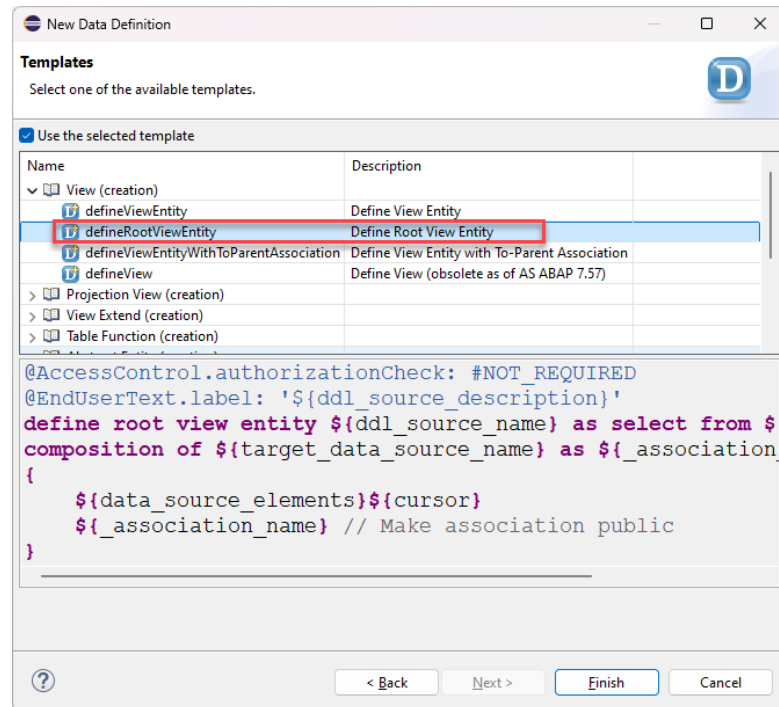 New Data Definition
Templates
Select one of the available templates.
Use the selected template
Name Description
View (creation)
defineViewEntity Define View Entity
defineRootViewEntity Define Root View Entity
defineViewEntityWithToParentAssociation Define View Entity with To-Parent Association
defineView Define View (obsolete as of AS ABAP 7.57)
Projection View (creation)
View Extend (creation)
Table Function (creation)
@AccessControl.authorizationCheck: #NOT_REQUIRED
@EndUserText.label: '${ddl_source_description}'
define root view entity ${ddl_source_name} as select from $
composition of ${target_data_source_name} as ${_association_
{
${data_source_elements}${cursor}
${_association_name} // Make association public
}
< Back Next > Finish Cancel